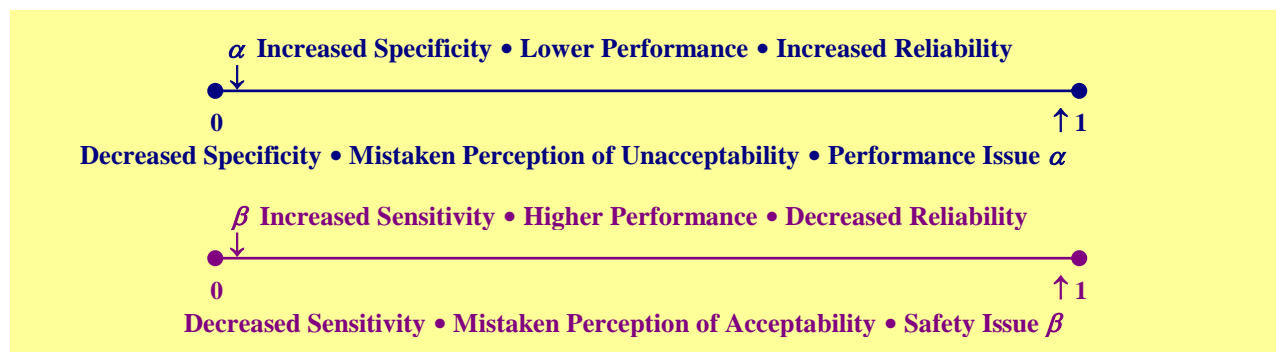 α Increased Specificity • Lower Performance • Increased Reliability
↓
0 ↑ 1
Decreased Specificity • Mistaken Perception of Unacceptability • Performance Issue α
β Increased Sensitivity • Higher Performance • Decreased Reliability
↓
0 ↑ 1
Decreased Sensitivity • Mistaken Perception of Acceptability • Safety Issue β